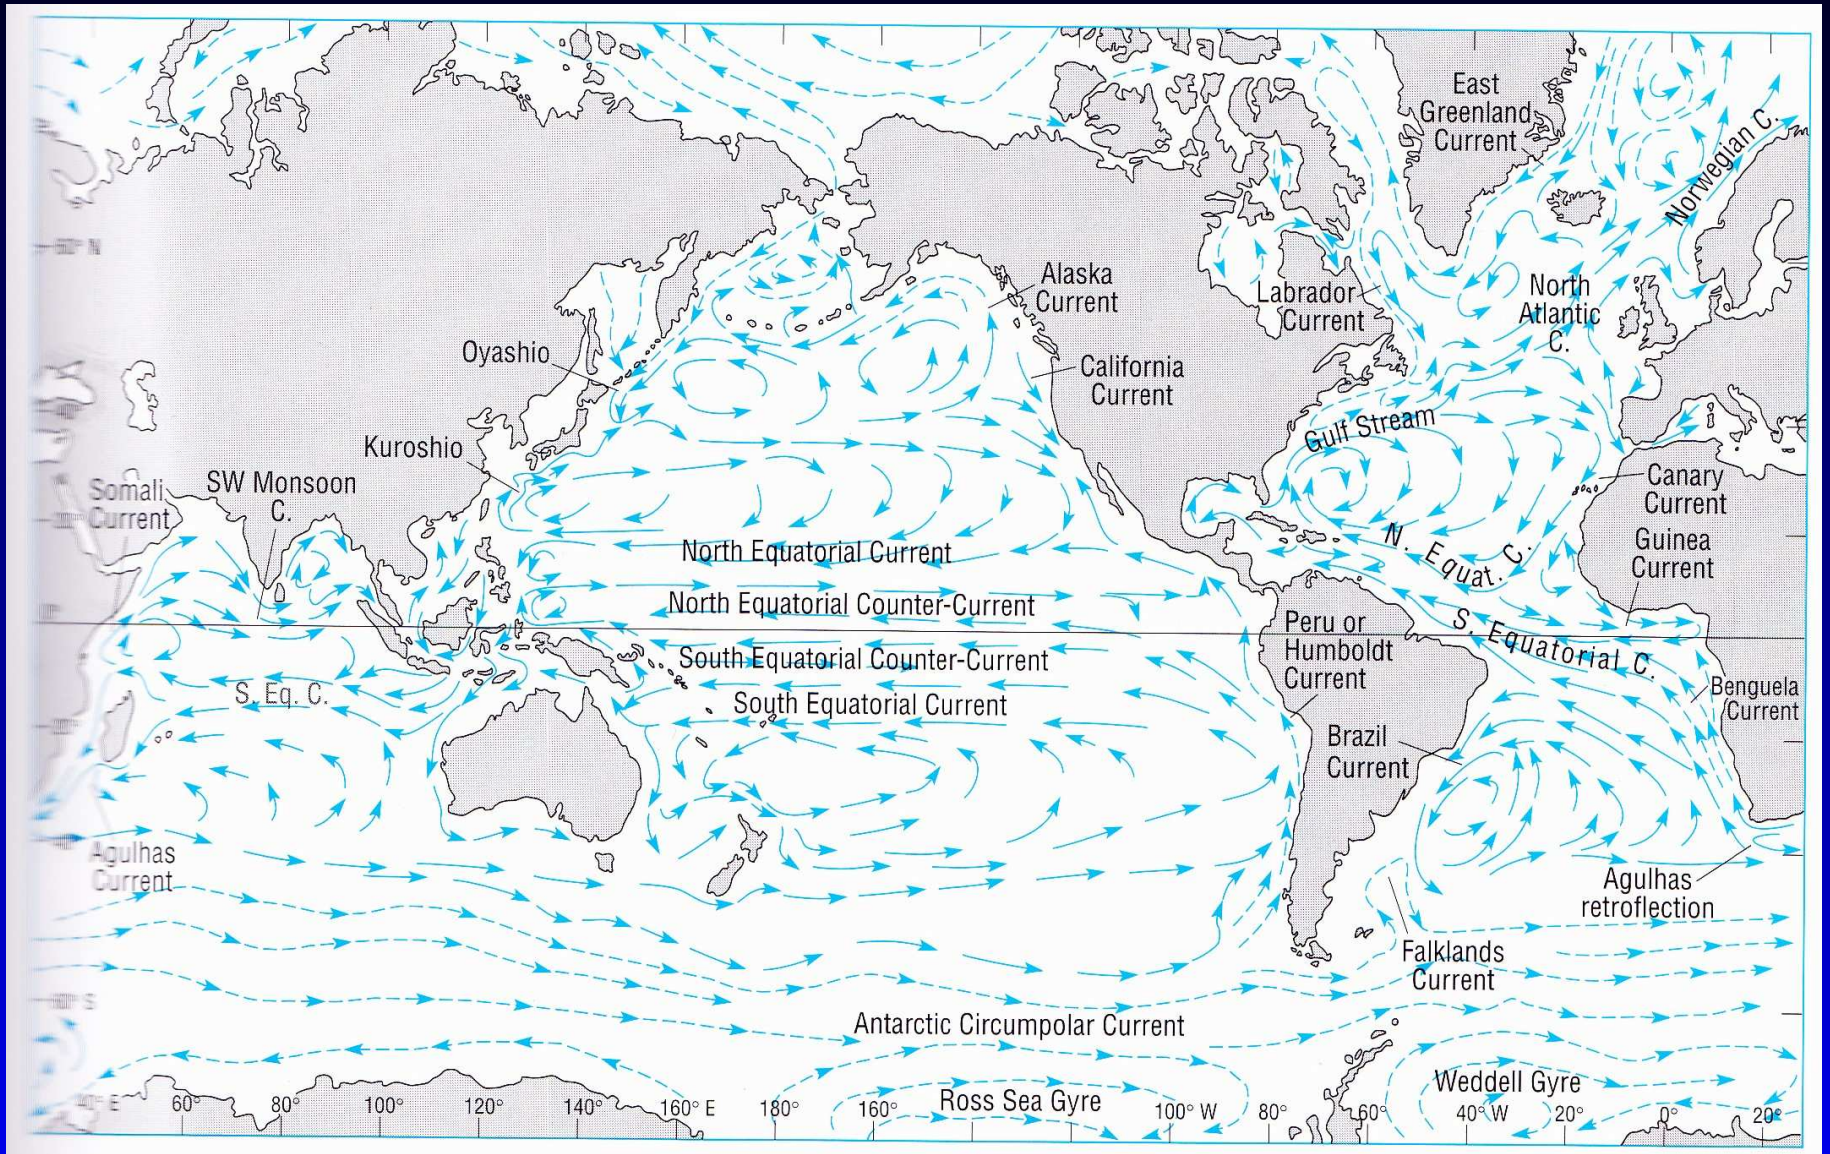 East
Greenland
Current
Norwegian C.
60° N
Alaska
Current
Labrador
Current
North
Atlantic
C.
Oyashio
California
Current
Gulf Stream
Kuroshio
Somali
Current
SW Monsoon
C.
Canary
Current
N. Equat. C.
Guinea
Current
North Equatorial Current
North Equatorial Counter-Current
0°
Peru or
Humboldt
Current
S. Equatorial C.
South Equatorial Counter-Current
S. Eq. C.
South Equatorial Current
Benguela
Current
Brazil
Current
Agulhas
Current
Agulhas
retroflection
Falklands
Current
60° S
Antarctic Circumpolar Current
Weddell Gyre
Ross Sea Gyre
40° E 60° 80° 100° 120° 140° 160° E 180° 160° 100° W 80° 60° 40° W 20° 0° 20°